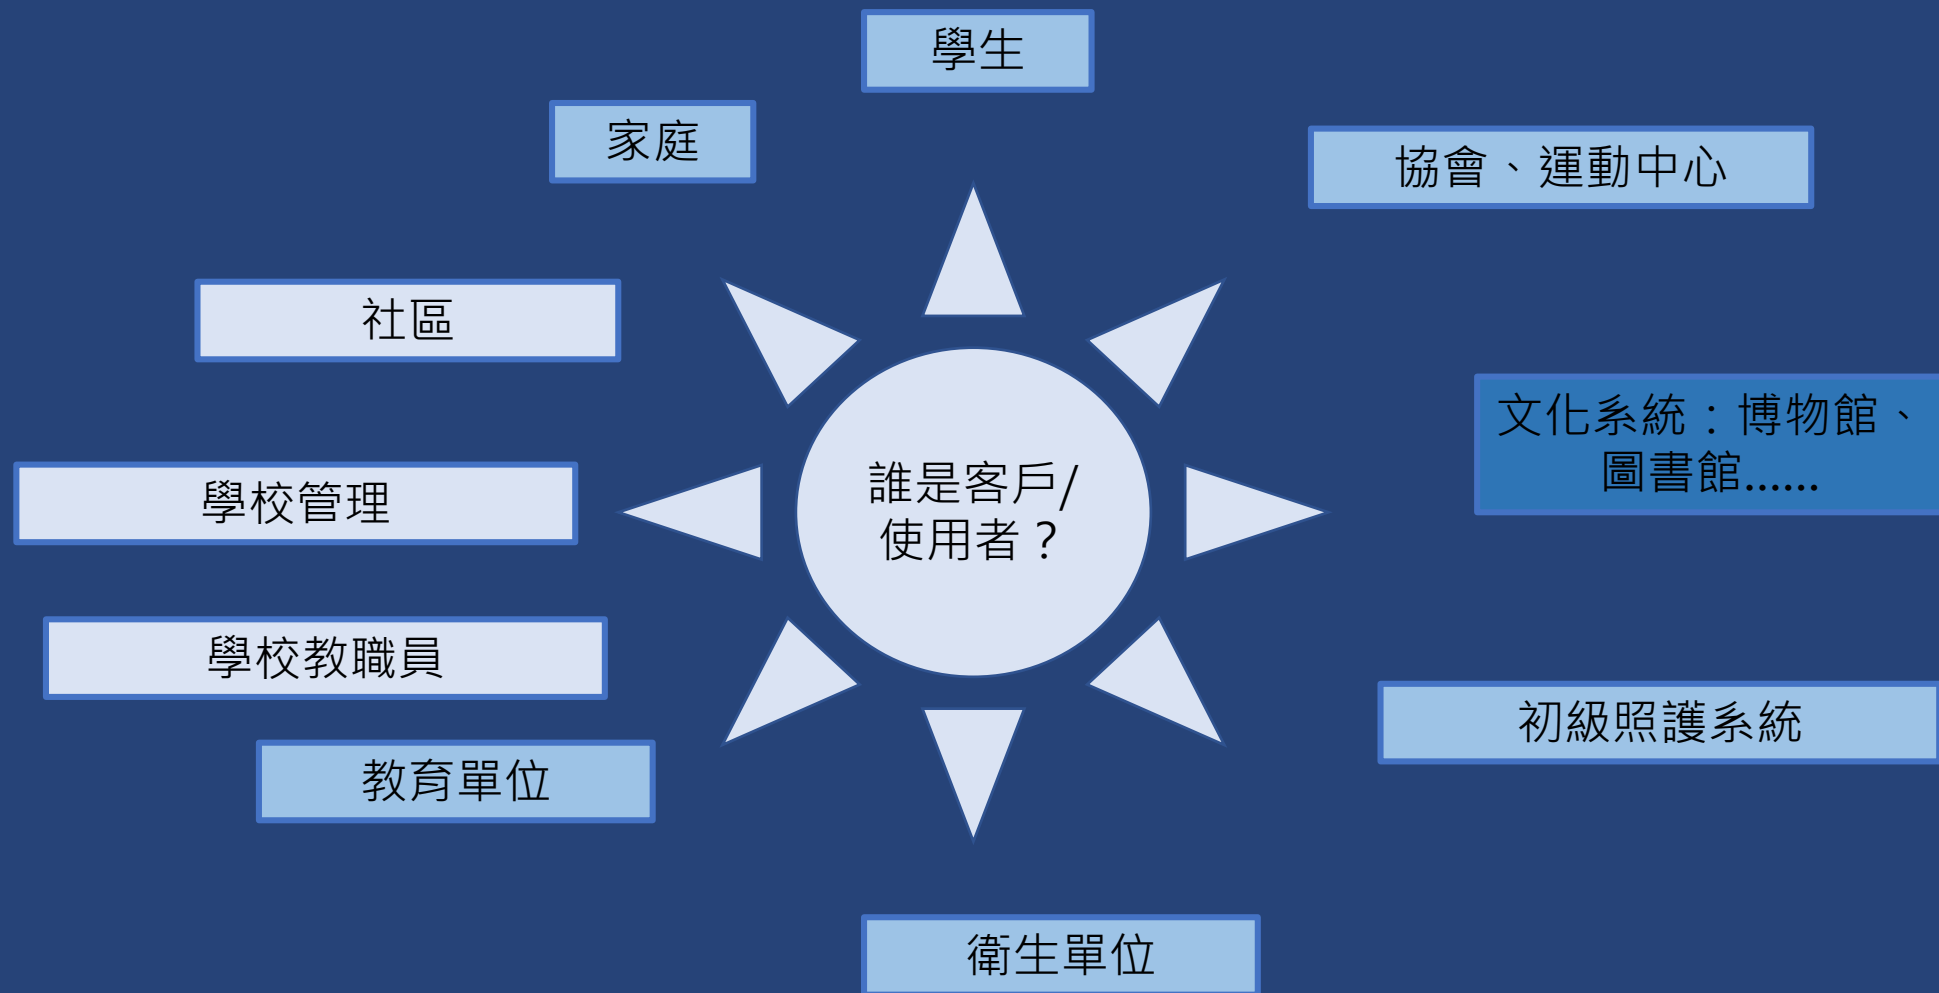 學生
家庭
協會、運動中心
社區
文化系統：博物館、
圖書館......
學校管理
誰是客戶/
使用者？
學校教職員
初級照護系統
教育單位
衛生單位